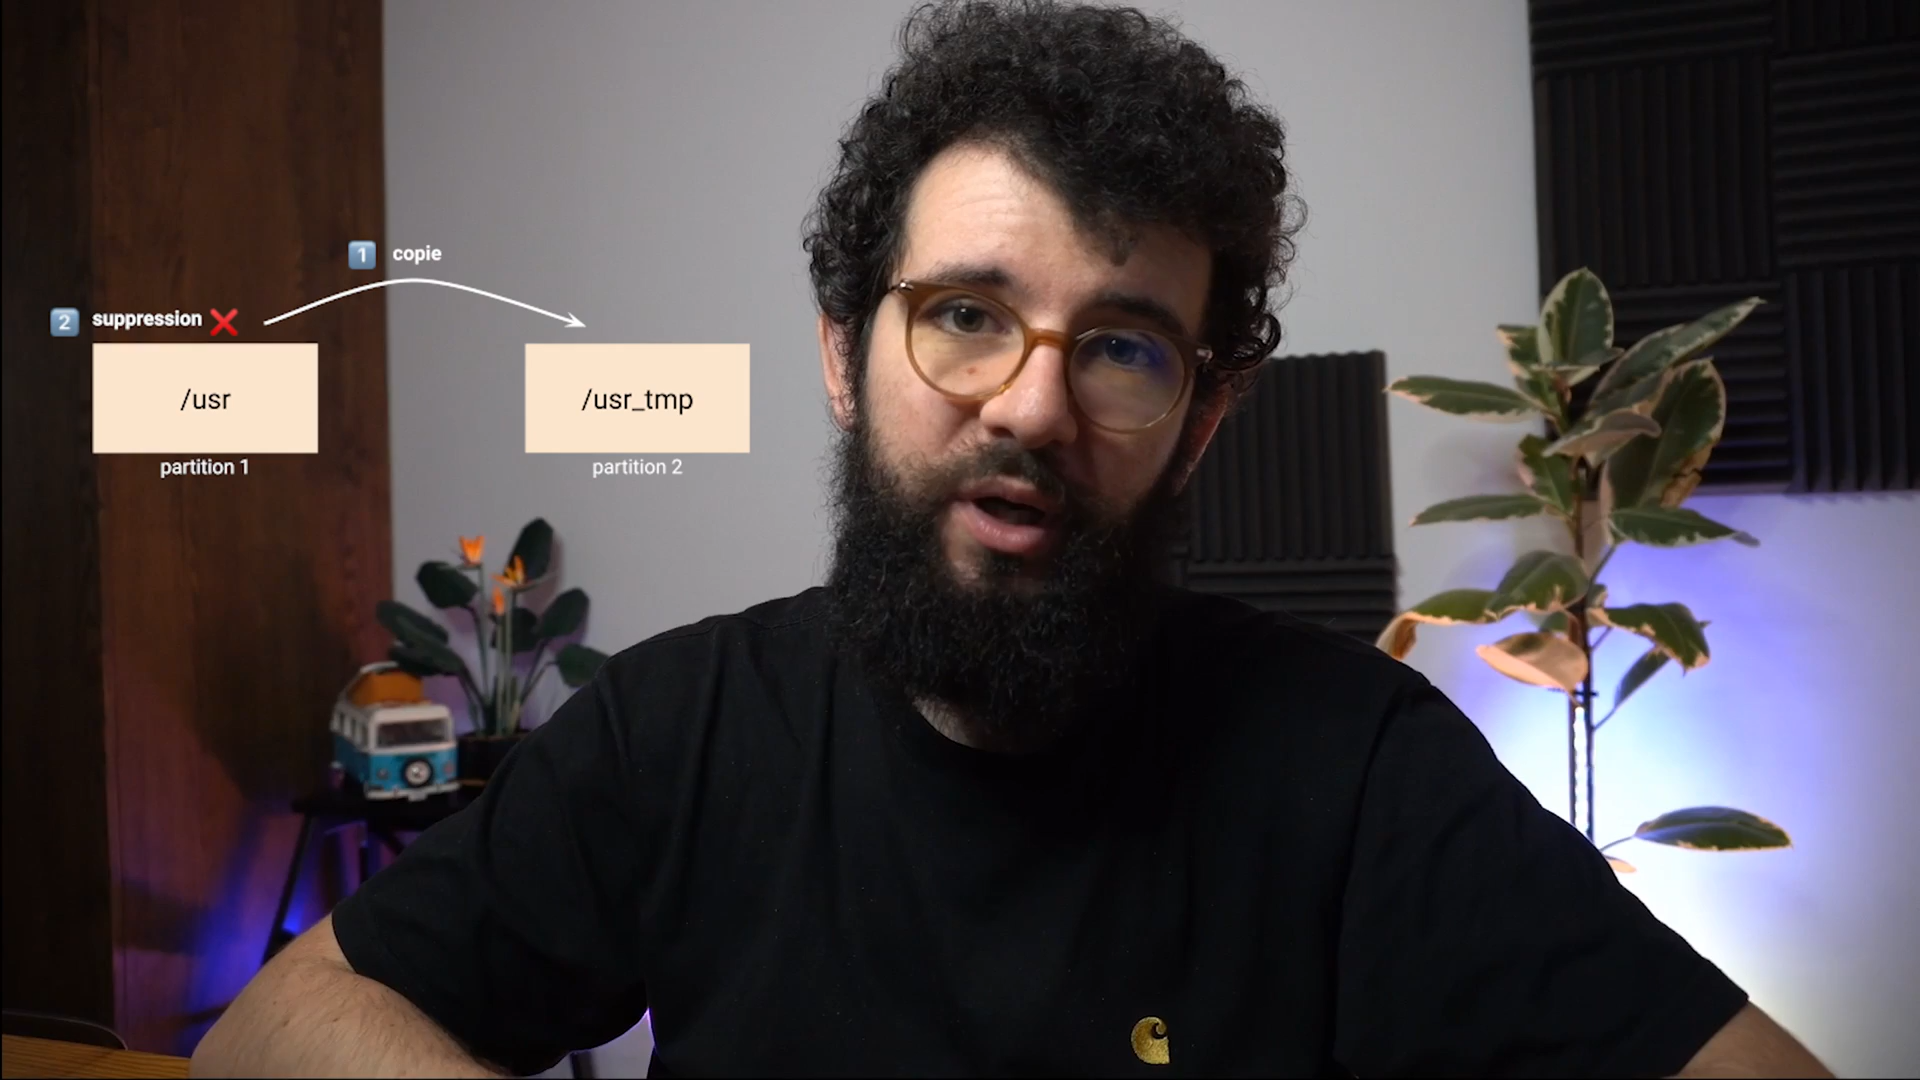 1 copie
2 suppression
/usr
/usr_tmp
partition 1
partition 2